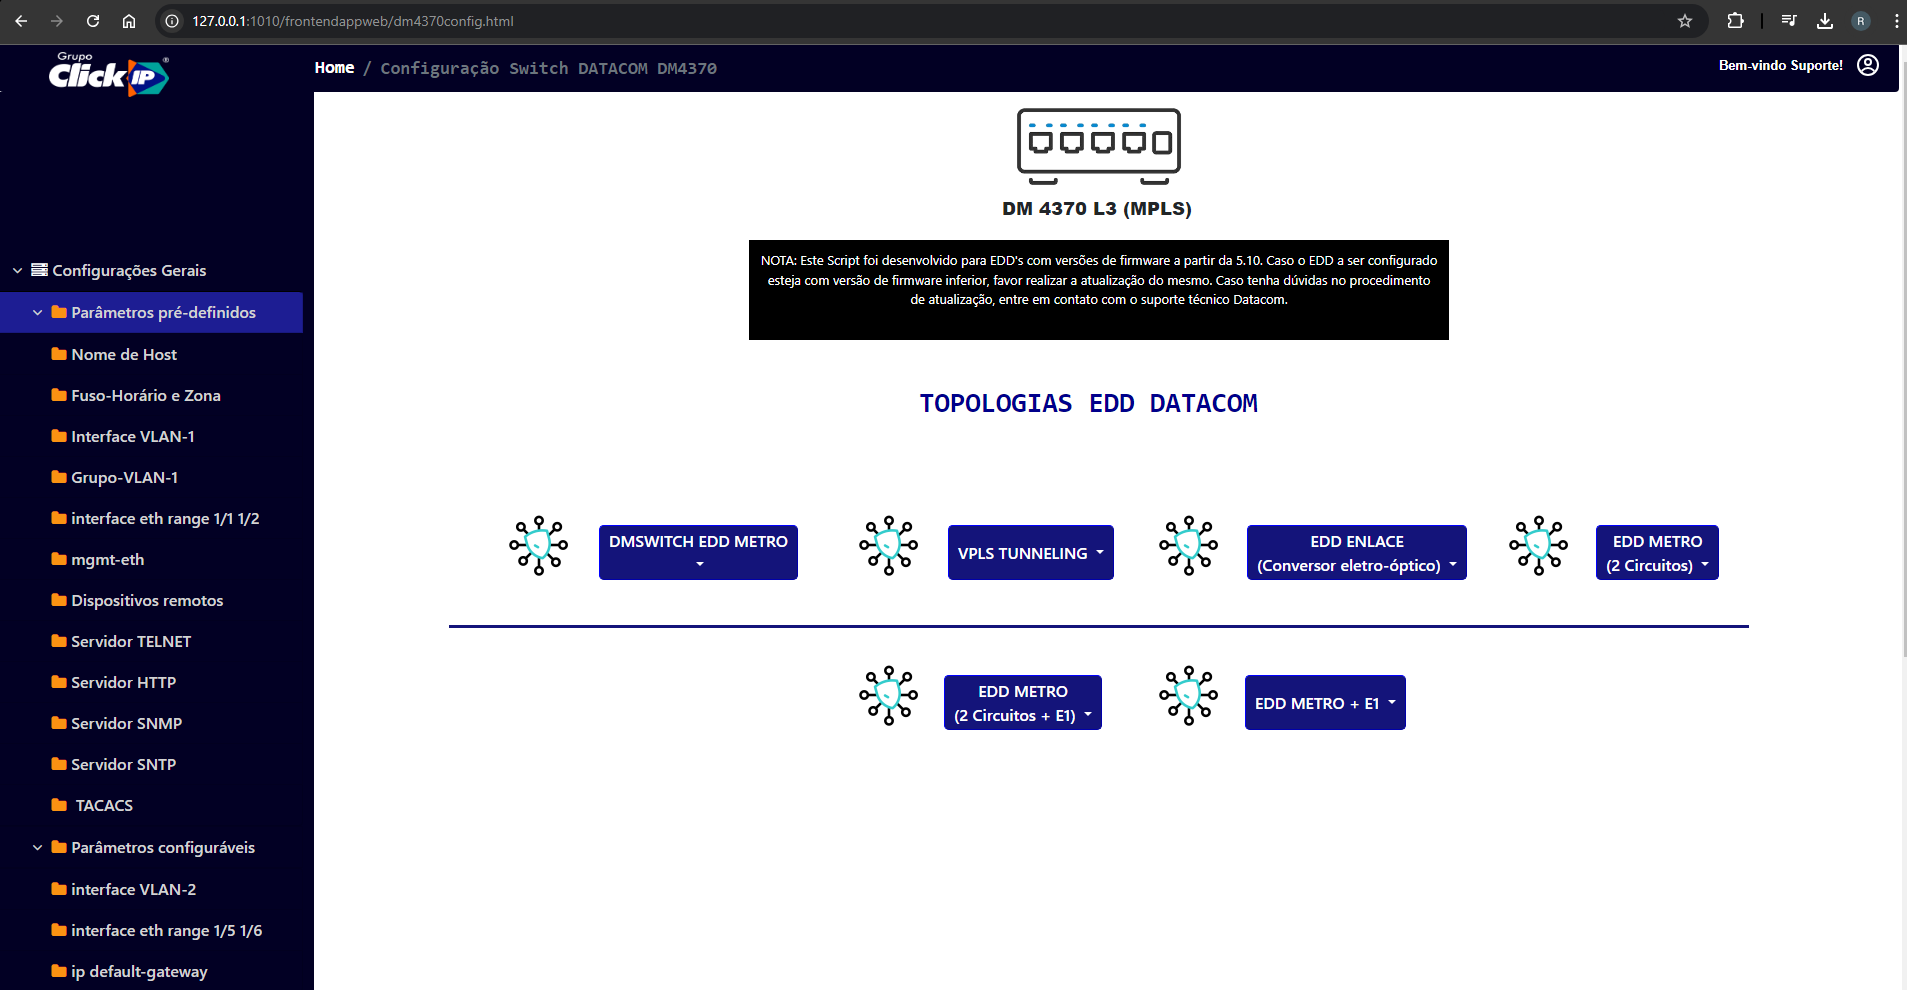 127.0.0.1:1010/frontendappweb/dm4370config.html
R
Grupo
Click IP®
Home / Configuração Switch DATACOM DM4370
Bem-vindo Suporte!
DM 4370 L3 (MPLS)
NOTA: Este Script foi desenvolvido para EDD's com versões de firmware a partir da 5.10. Caso o EDD a ser configurado
esteja com versão de firmware inferior, favor realizar a atualização do mesmo. Caso tenha dúvidas no procedimento
de atualização, entre em contato com o suporte técnico Datacom.
Configurações Gerais
Parâmetros pré-definidos
Nome de Host
Fuso-Horário e Zona
Interface VLAN-1
Grupo-VLAN-1
interface eth range 1/1 1/2
mgmt-eth
Dispositivos remotos
Servidor TELNET
Servidor HTTP
Servidor SNMP
Servidor SNTP
TACACS
Parâmetros configuráveis
interface VLAN-2
interface eth range 1/5 1/6
ip default-gateway
TOPOLOGIAS EDD DATACOM
DMSWITCH EDD METRO
VPLS TUNNELING
EDD ENLACE
(Conversor eletro-óptico)
EDD METRO
(2 Circuitos)
EDD METRO
(2 Circuitos + E1)
EDD METRO + E1